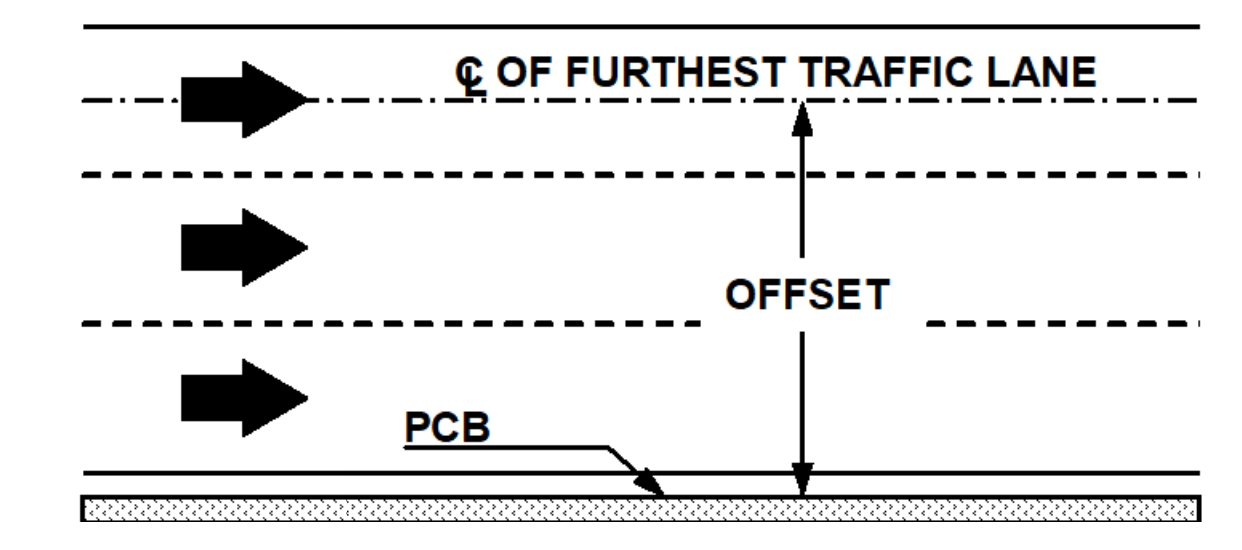 ℄ OF FURTHEST TRAFFIC LANE
OFFSET
PCB